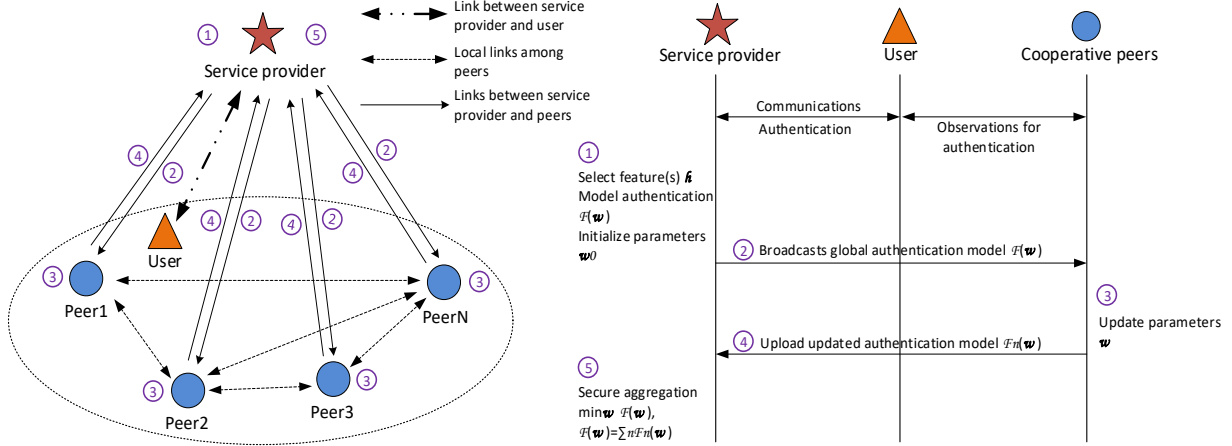 Link between service
provider and user
Local links among
peers
Links between service
provider and peers
1
5
Service provider
4
2
4
2
4
2
2
4
User
3
Peer1
3
Peer2
3
Peer3
3
PeerN
Service provider
User
Cooperative peers
Communications
Authentication
Observations for
authentication
1
Select feature(s) h
Model authentication
F(w)
Initialize parameters
w0
2 Broadcasts global authentication model F(w)
3
Update parameters
w
4 Upload updated authentication model Fn(w)
5
Secure aggregation
minw F(w),
F(w)=∑nFn(w)